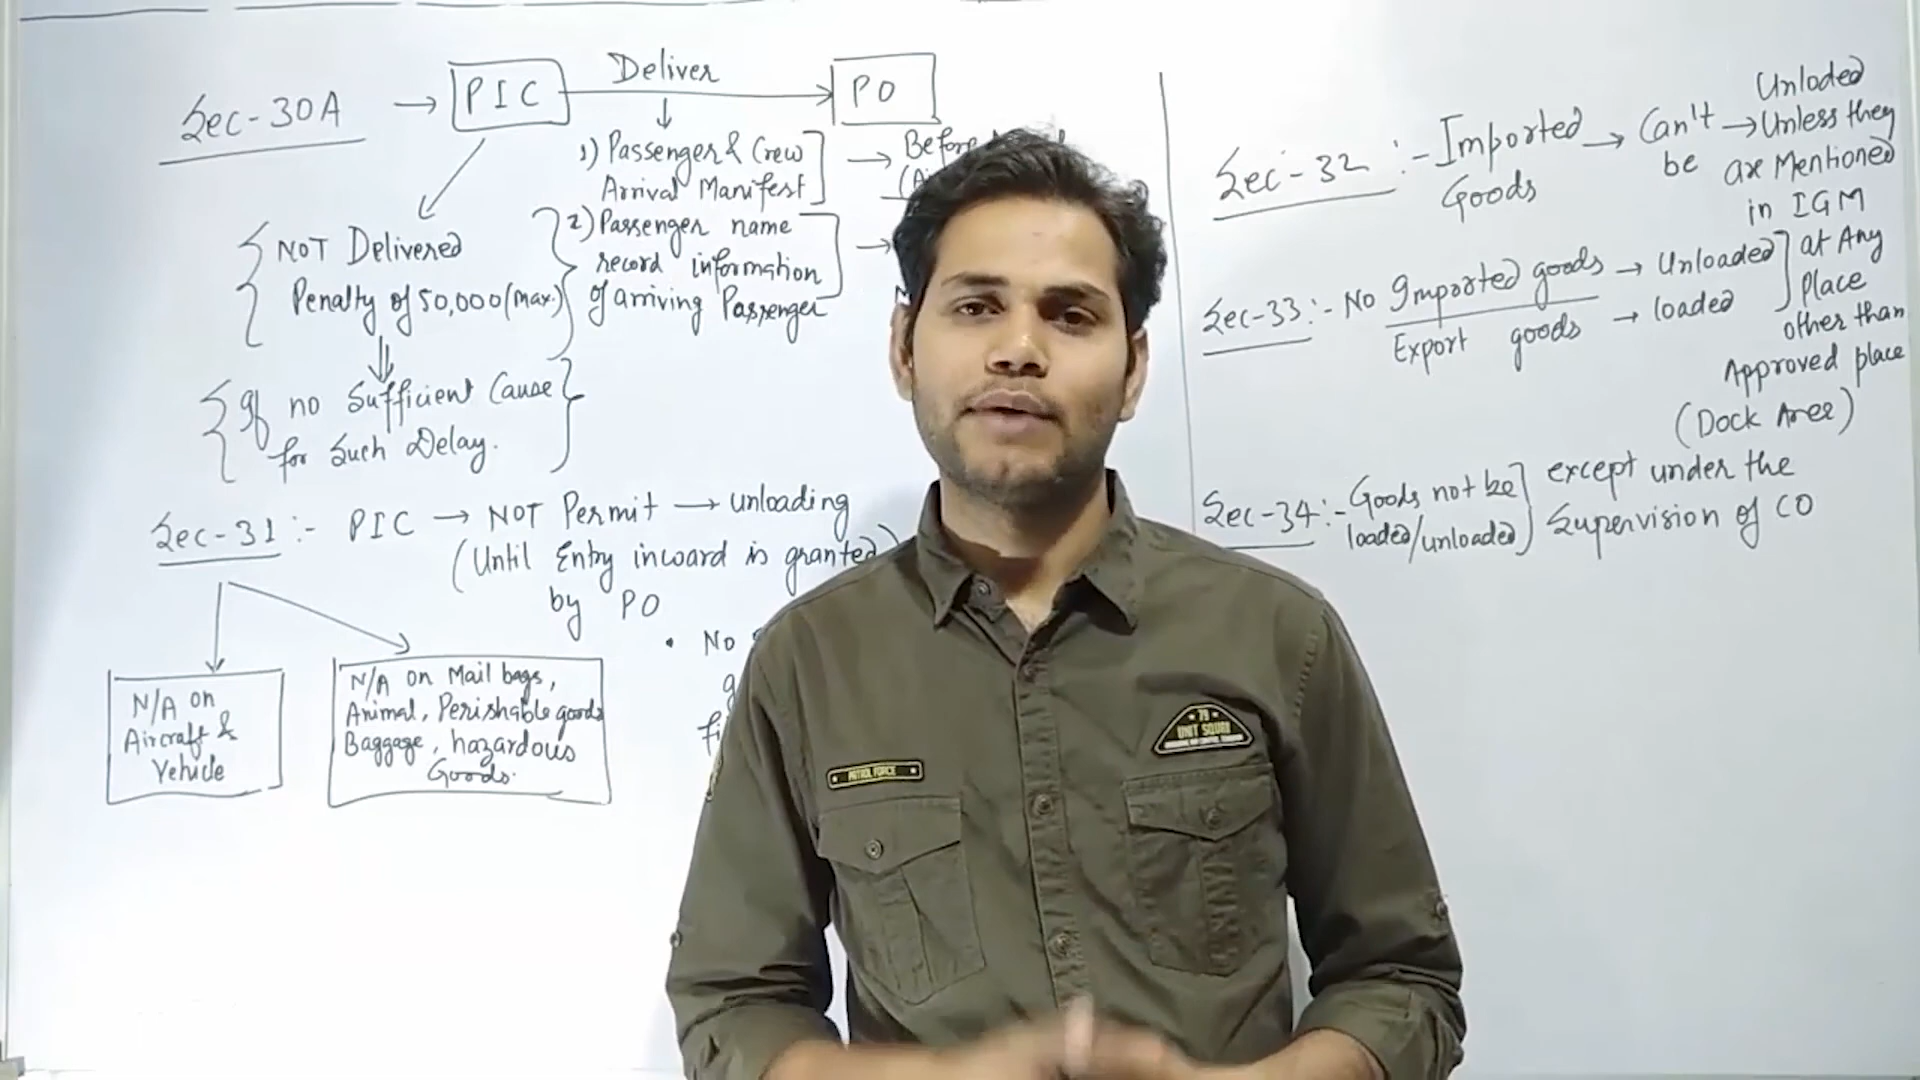 Sec-30A → PIC
Deliver
PO
1) Passenger & Crew
Arrival Manifest
Before
2) Passenger name
record information
of arriving Passenger
NOT Delivered
Penalty of 50,000 (max.)
If no Sufficient Cause
for Such Delay.
Sec-31 :- PIC → NOT Permit → unloading
(Until Entry inward is granted)
by PO
• No
N/A on
Aircraft &
Vehicle
N/A on Mail bags,
Animal, Perishable goods
Baggage, hazardous
Goods.
Sec-32 :- Imported
Goods
→ Can't
be
→ Unloded
Unless they
are Mentioned
in IGM
Sec-33 :- No Imported goods → Unloaded
Export goods → loaded
at Any
Place
other than
Approved place
(Dock Area)
Sec-34 :- Goods not be
loaded/unloaded
except under the
Supervision of CO
PATROL FORCE
UNIT SQUAD